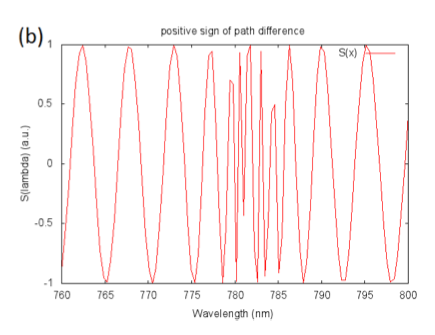 (b)
positive sign of path difference
S(x)
S(lambda) (a.u.)
1
0.5
0
-0.5
-1
760 765 770 775 780 785 790 795 800
Wavelength (nm)